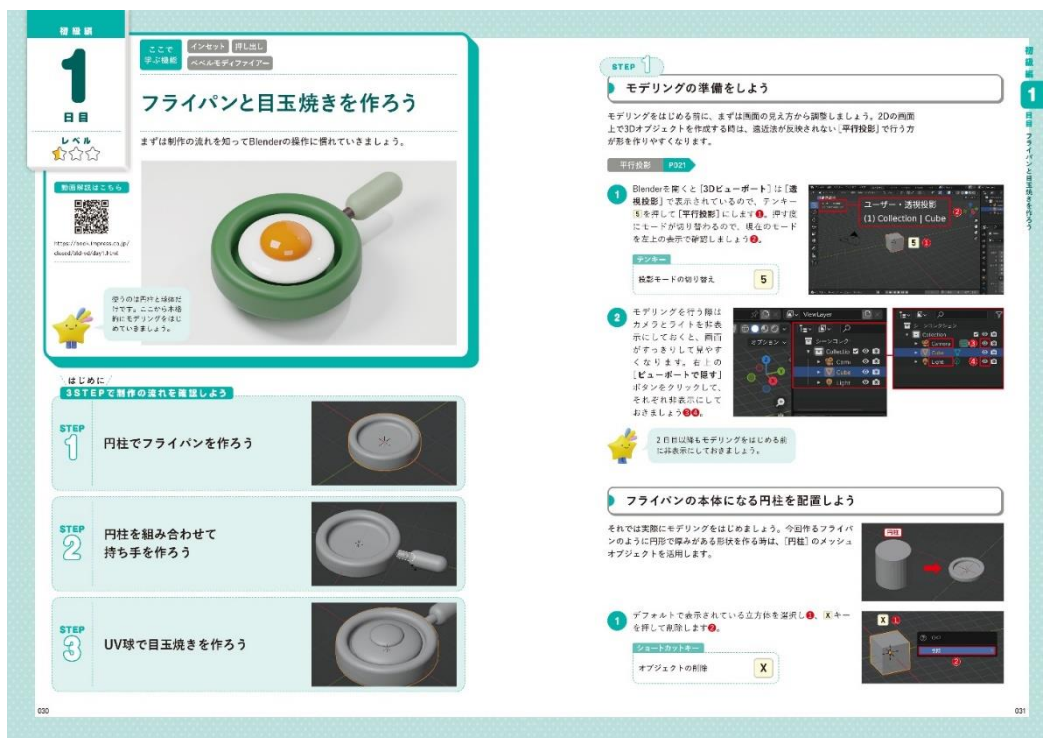 初級編
1
日目
レベル
ここで
学ぶ機能
インセット 押し出し
ベベルモディファイアー
フライパンと目玉焼きを作ろう
まずは制作の流れを知ってBlenderの操作に慣れていきましょう。
動画解説はこちら
使うのは円柱と球体だ
けです。ここから本格
的にモデリングをはじ
めていきましょう。
はじめに
3STEPで制作の流れを確認しよう
STEP
1
円柱でフライパンを作ろう
STEP
2
円柱を組み合わせて
持ち手を作ろう
STEP
3
UV球で目玉焼きを作ろう
030
STEP 1
モデリングの準備をしよう
モデリングをはじめる前に、まずは画面の見え方から調整しましょう。2Dの画面
上で3Dオブジェクトを作成する時は、遠近法が反映されない[平行投影]で行う方
が形を作りやすくなります。
平行投影 P321
1
Blenderを開くと[3Dビューポート]は[透
視投影]で表示されているので、テンキー
5を押して[平行投影]にします❶。押す度
にモードが切り替わるので、現在のモード
を左上の表示で確認しましょう❷。
テンキー
投影モードの切り替え 5
ユーザー・透視投影
(1) Collection | Cube
❷
5 ❶
2
モデリングを行う際は
カメラとライトを非表
示にしておくと、画面
がすっきりして見やす
くなります。右上の
[ビューポートで隠す]
ボタンをクリックして、
それぞれ非表示にして
おきましょう❸❹。
ViewLayer
オプション
シーンコレク
Collectio
Came
Cube
Light
シーンコレクション
Collection
Camera ❸
Cube
Light ❹
2日目以降もモデリングをはじめる前
に非表示にしておきましょう。
フライパンの本体になる円柱を配置しよう
それでは実際にモデリングをはじめましょう。今回作るフライパ
ンのように円形で厚みがある形状を作る時は、[円柱]のメッシュ
オブジェクトを活用します。
円柱
1
デフォルトで表示されている立方体を選択し❶、Xキー
を押して削除します❷。
ショートカットキー
オブジェクトの削除 X
X ❶
削除
❷
初級編
1
日目 フライパンと目玉焼きを作ろう
031